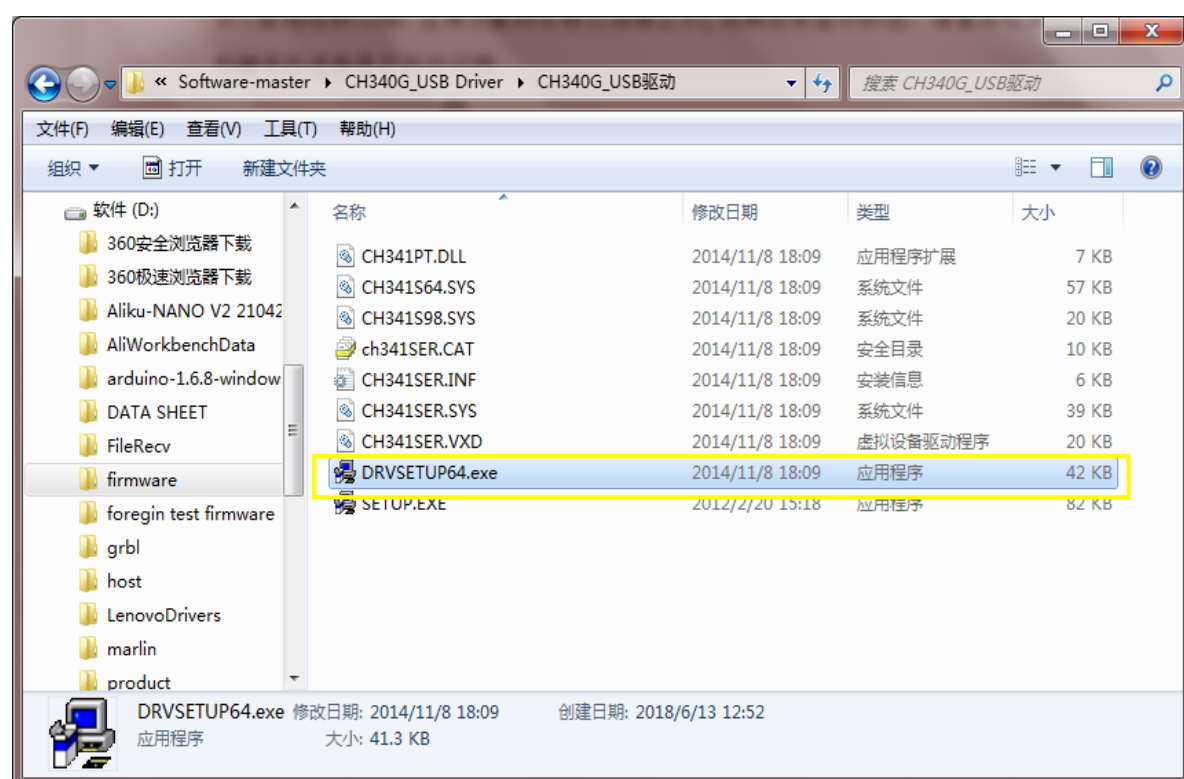 « Software-master ▸ CH340G_USB Driver ▸ CH340G_USB驱动
搜索 CH340G_USB驱动
文件(F) 编辑(E) 查看(V) 工具(T) 帮助(H)
组织 打开 新建文件夹
名称 修改日期 类型 大小
软件 (D:)
360安全浏览器下载
360极速浏览器下载
Aliku-NANO V2 21042
AliWorkbenchData
arduino-1.6.8-window
DATA SHEET
FileRecv
firmware
foregin test firmware
grbl
host
LenovoDrivers
marlin
product
CH341PT.DLL 2014/11/8 18:09 应用程序扩展 7 KB
CH341S64.SYS 2014/11/8 18:09 系统文件 57 KB
CH341S98.SYS 2014/11/8 18:09 系统文件 20 KB
ch341SER.CAT 2014/11/8 18:09 安全目录 10 KB
CH341SER.INF 2014/11/8 18:09 安装信息 6 KB
CH341SER.SYS 2014/11/8 18:09 系统文件 39 KB
CH341SER.VXD 2014/11/8 18:09 虚拟设备驱动程序 20 KB
DRVSETUP64.exe 2014/11/8 18:09 应用程序 42 KB
SETUP.EXE 2012/2/20 15:18 应用程序 82 KB
DRVSETUP64.exe 修改日期: 2014/11/8 18:09 创建日期: 2018/6/13 12:52
应用程序 大小: 41.3 KB